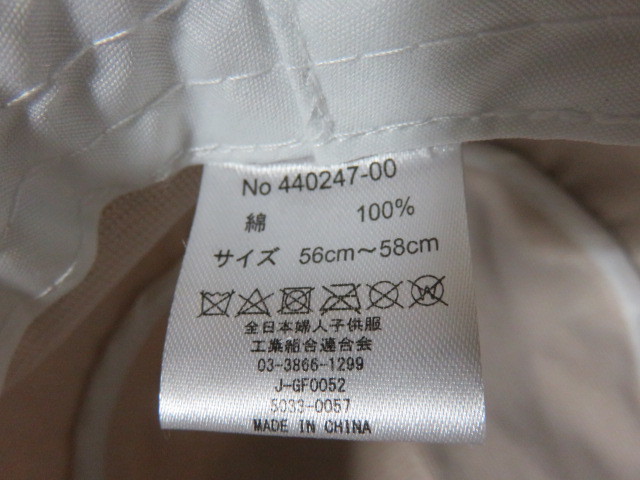 No 440247-00
綿 100%
サイズ 56cm～58cm
全日本婦人子供服
工業組合連合会
03-3866-1299
J-GF0052
5033-0057
MADE IN CHINA